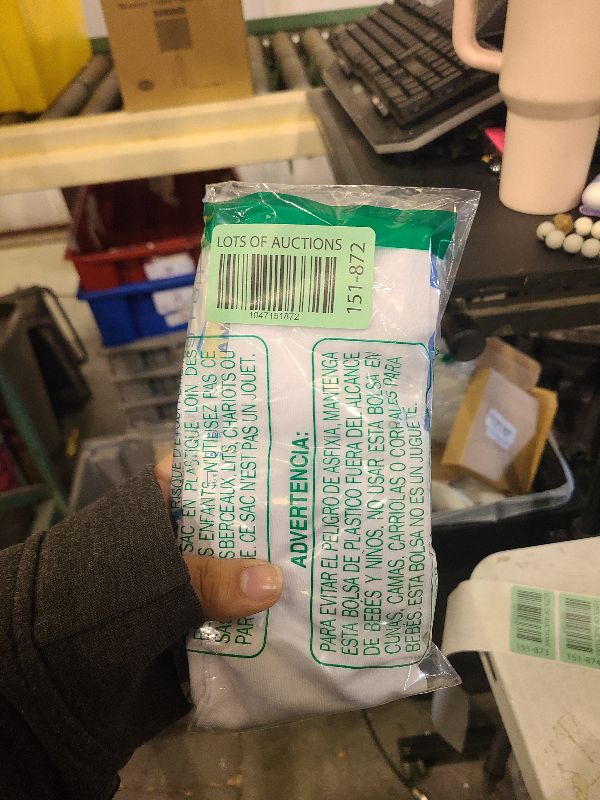 LOTS OF AUCTIONS
1047151872
151-872
SAC EN PLASTIQUE LOIN DES
ENFANTS. N'UTILISEZ PAS CE
BERCEAUX, LITS, CHARIOTS OU
CE SAC N'EST PAS UN JOUET.
ADVERTENCIA:
PARA EVITAR EL PELIGRO DE ASFIXIA, MANTENGA
ESTA BOLSA DE PLASTICO FUERA DEL ALCANCE
DE BEBES Y NIÑOS. NO USAR ESTA BOLSA EN
CUNAS, CAMAS, CARRIOLAS O CORRALES PARA
BEBES. ESTA BOLSA NO ES UN JUGUETE.
151-873